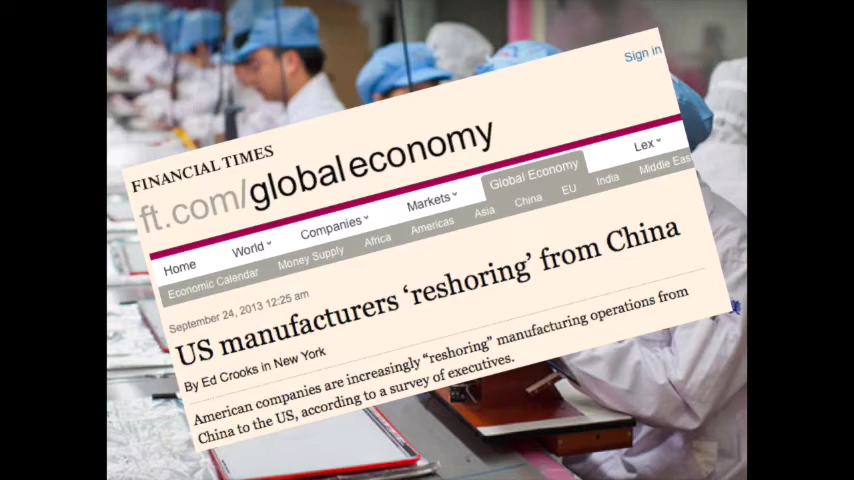 Sign in
FINANCIAL TIMES
ft.com/globaleconomy
Home World Companies Markets Global Economy Lex
Economic Calendar Money Supply Africa Americas Asia China EU India Middle Eas
September 24, 2013 12:25 am
US manufacturers ‘reshoring’ from China
By Ed Crooks in New York
American companies are increasingly “reshoring” manufacturing operations from
China to the US, according to a survey of executives.